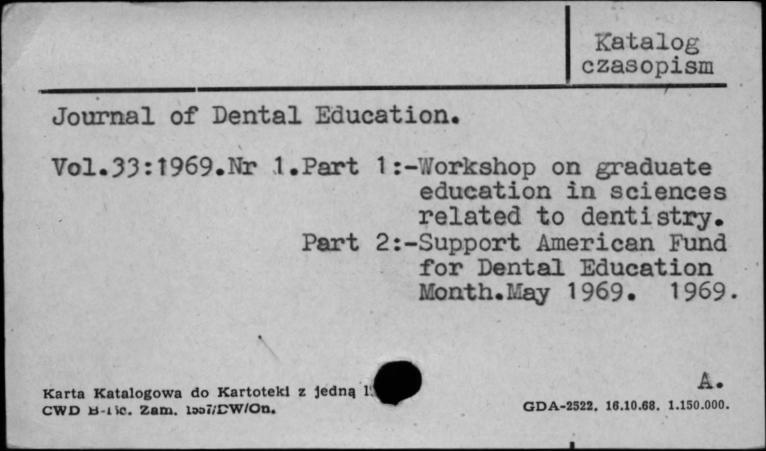 Katalog
czasopism
Journal of Dental Education.
Vol.33:1969.Nr 1.Part 1:-Workshop on graduate
education in sciences
related to dentistry.
Part 2:-Support American Fund
for Dental Education
Month.May 1969. 1969.
A.
Karta Katalogowa do Kartoteki z jedną
CWD Zam.
GDA-2522. 16.10.68. 1.150.000.